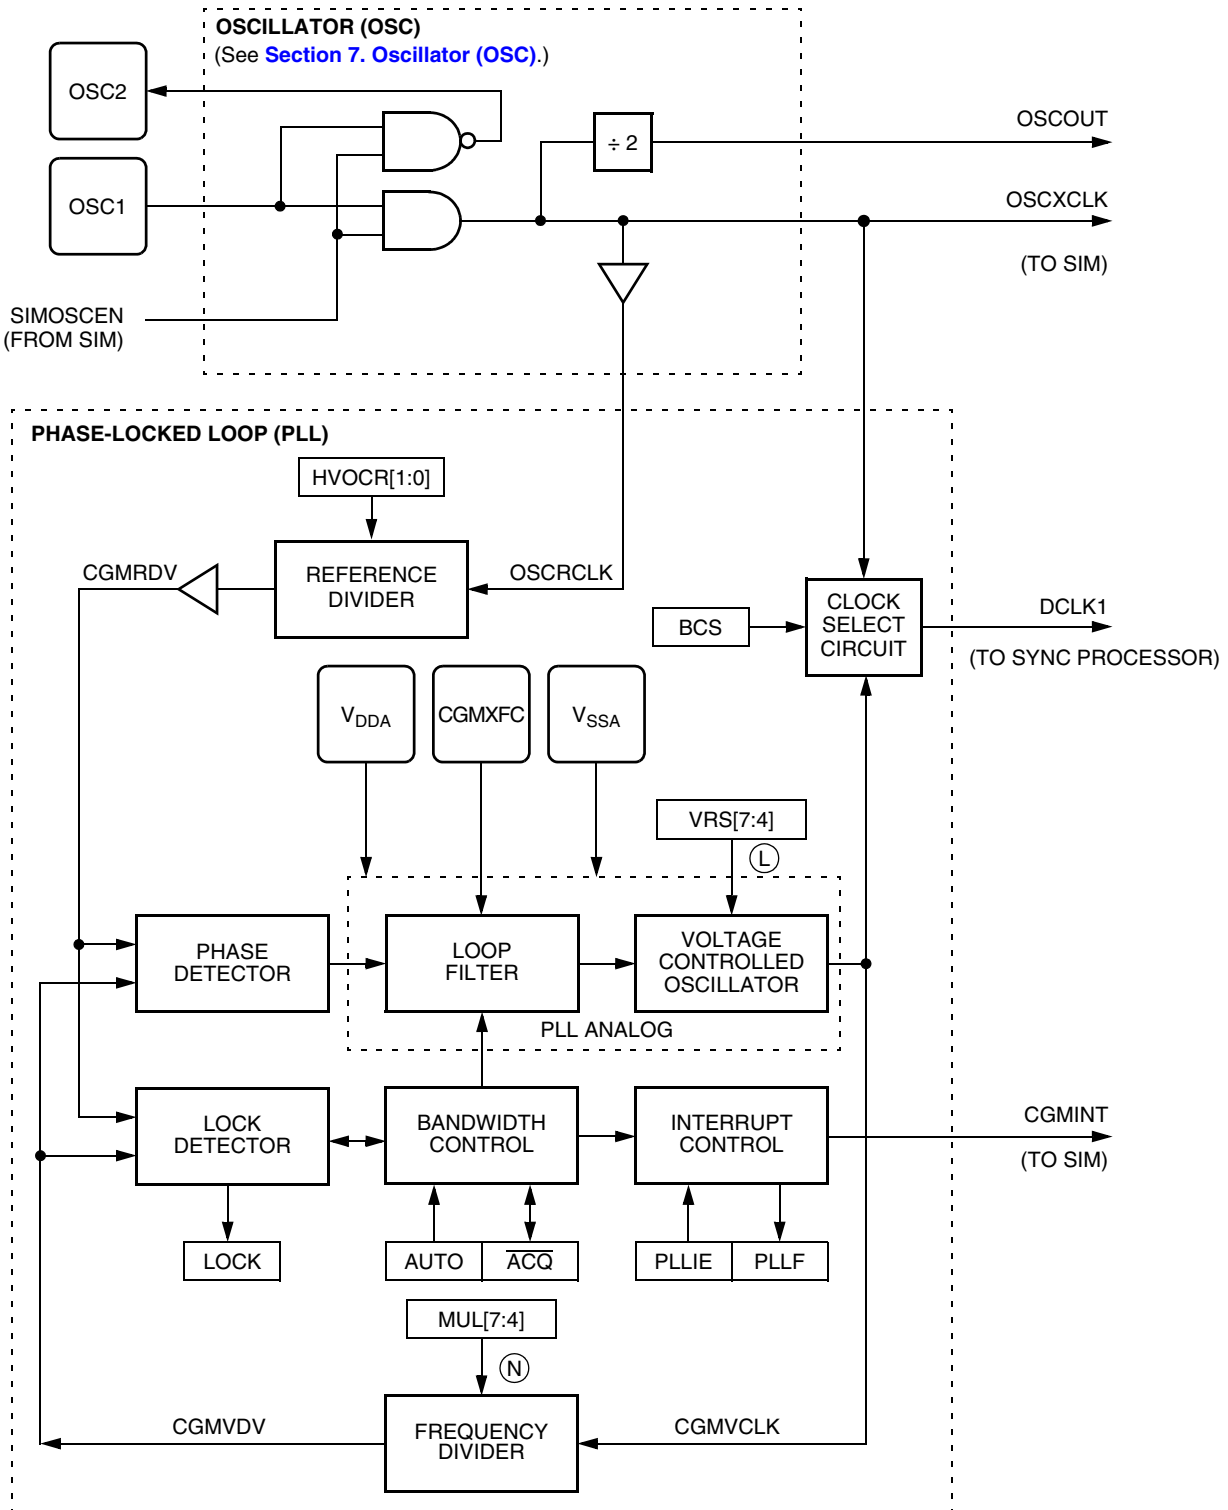 OSCILLATOR (OSC)
(See Section 7. Oscillator (OSC).)
OSC2
OSCOUT
÷ 2
OSC1
OSCXCLK
(TO SIM)
SIMOSCEN
(FROM SIM)
PHASE-LOCKED LOOP (PLL)
HVOCR[1:0]
CGMRDV
REFERENCE
DIVIDER
OSCRCLK
CLOCK
SELECT
CIRCUIT
BCS
DCLK1
(TO SYNC PROCESSOR)
VDDA
CGMXFC
VSSA
VRS[7:4]
L
PHASE
DETECTOR
LOOP
FILTER
VOLTAGE
CONTROLLED
OSCILLATOR
PLL ANALOG
LOCK
DETECTOR
BANDWIDTH
CONTROL
INTERRUPT
CONTROL
CGMINT
(TO SIM)
LOCK
AUTO
A̅C̅Q̅
PLLIE
PLLF
MUL[7:4]
N
CGMVDV
FREQUENCY
DIVIDER
CGMVCLK